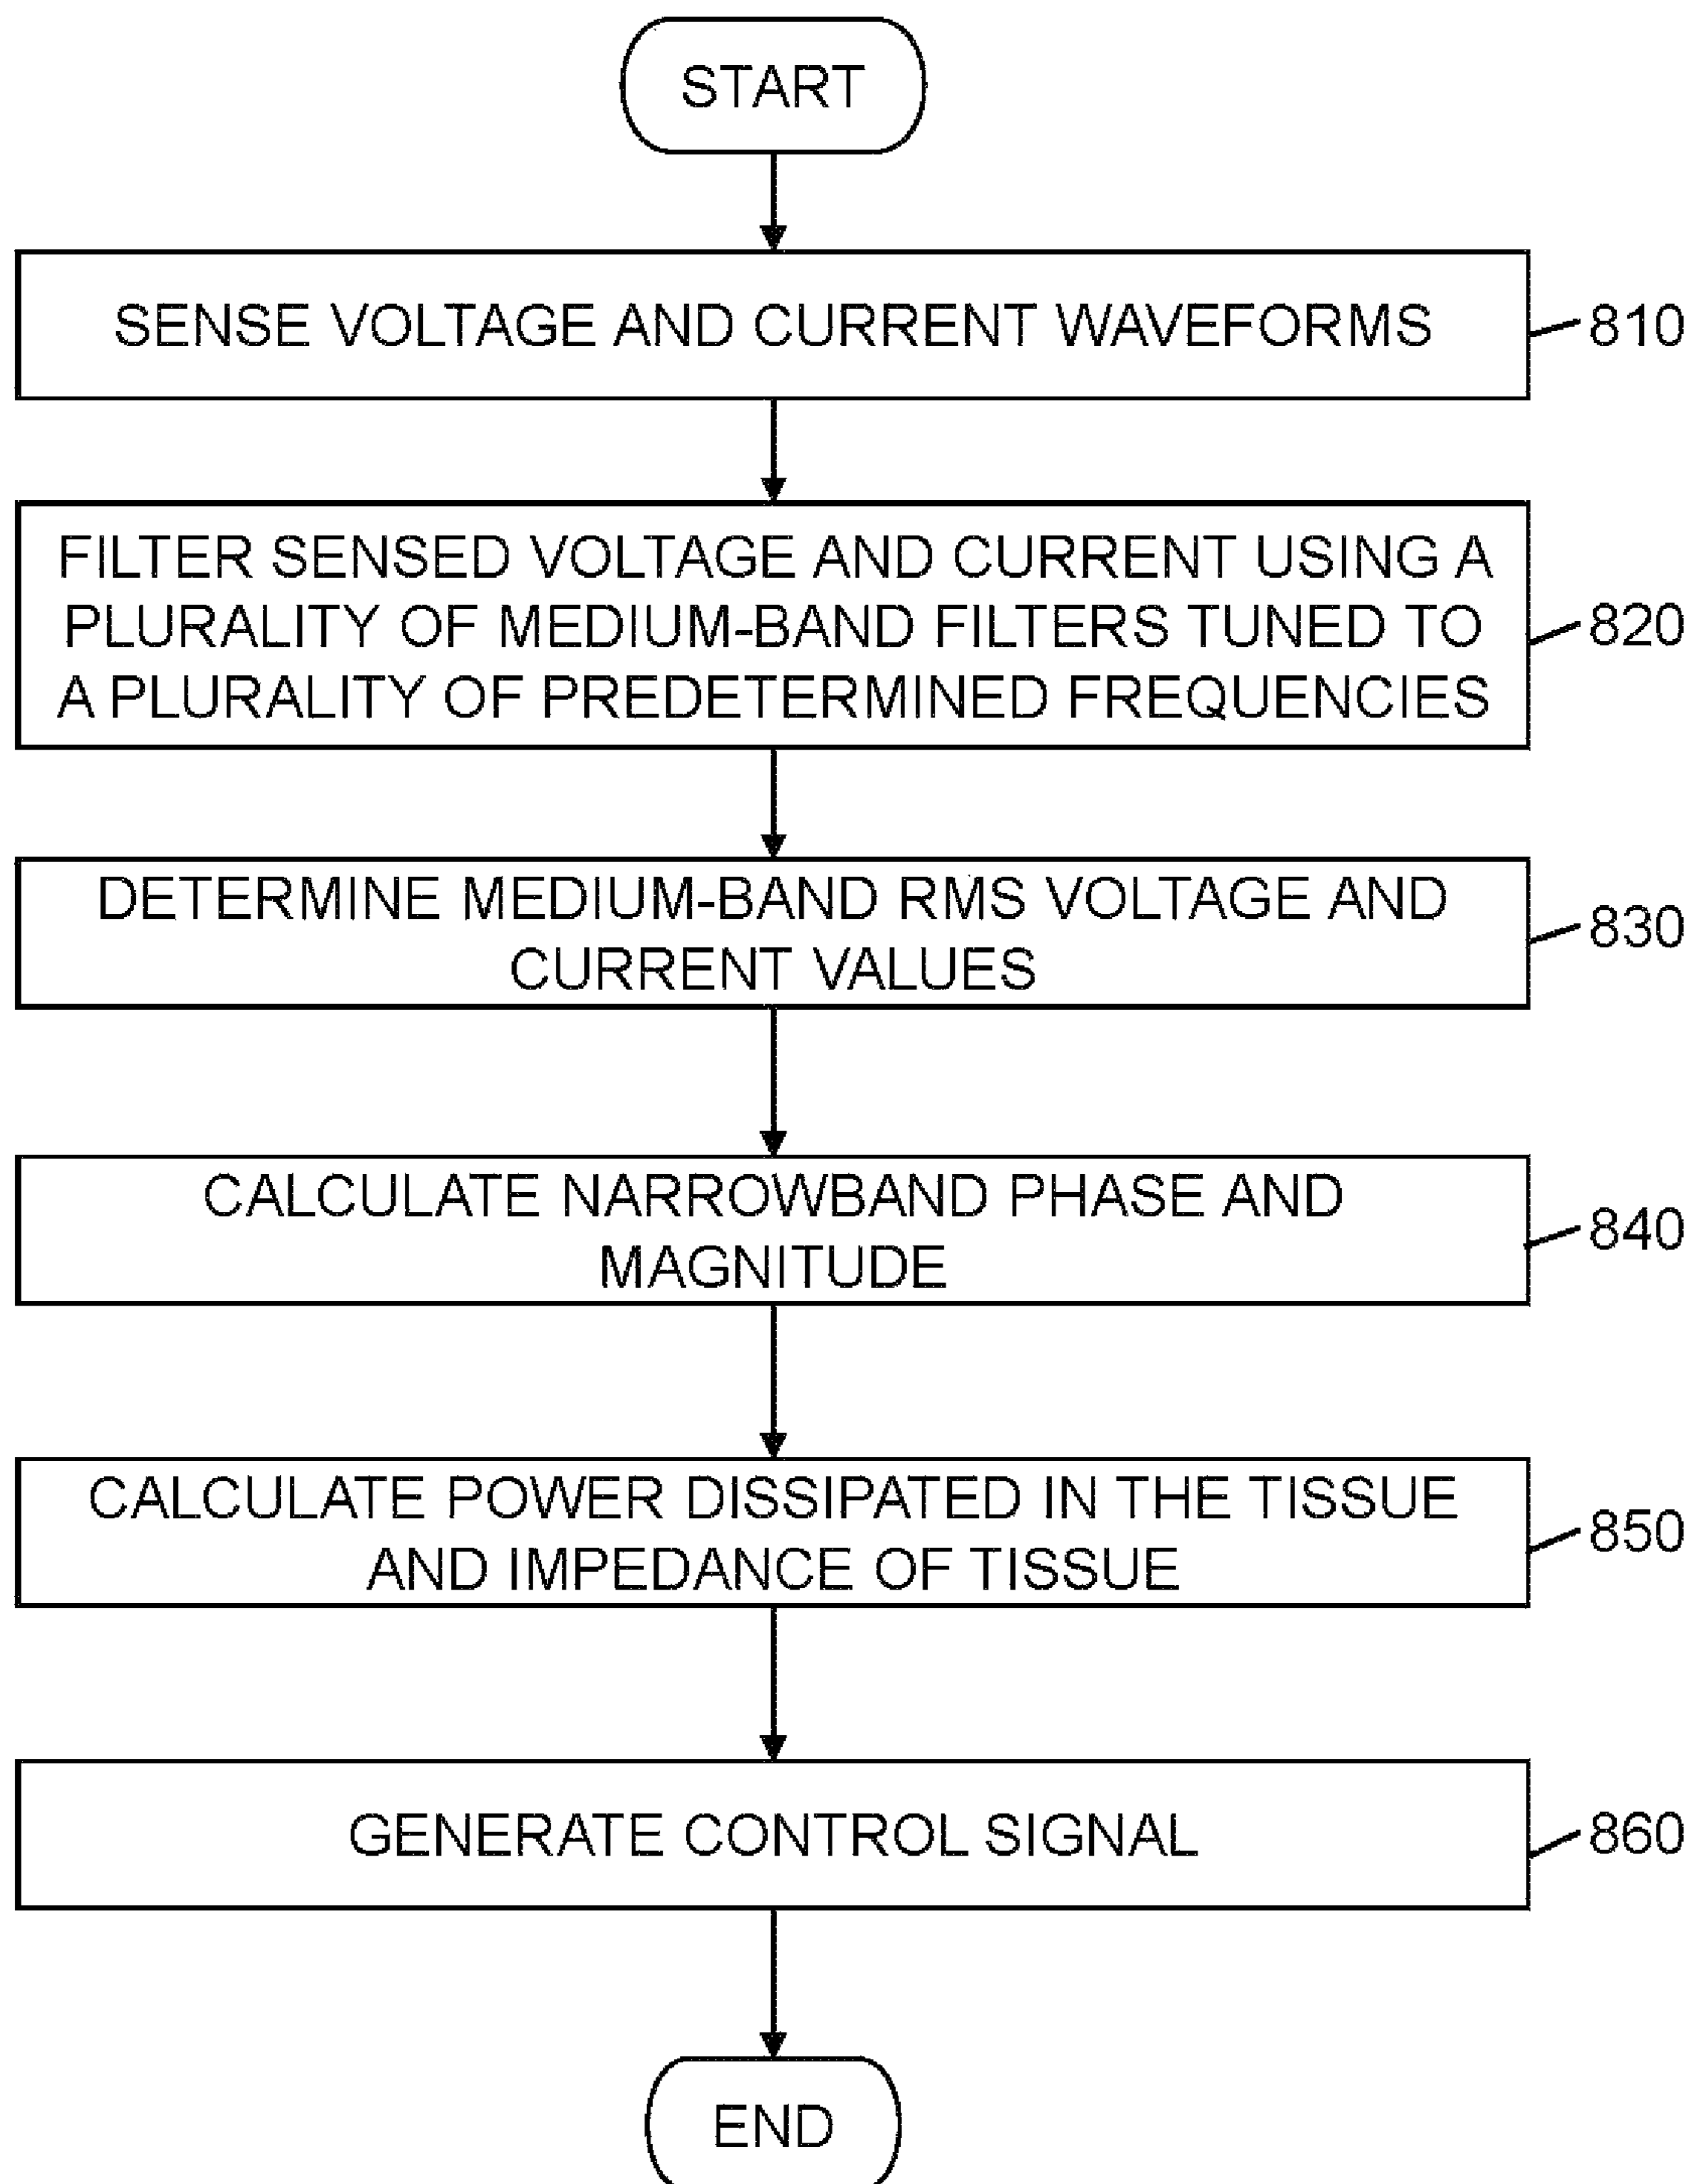 START
SENSE VOLTAGE AND CURRENT WAVEFORMS
810
FILTER SENSED VOLTAGE AND CURRENT USING A
PLURALITY OF MEDIUM-BAND FILTERS TUNED TO
A PLURALITY OF PREDETERMINED FREQUENCIES
820
DETERMINE MEDIUM-BAND RMS VOLTAGE AND
CURRENT VALUES
830
CALCULATE NARROWBAND PHASE AND
MAGNITUDE
840
CALCULATE POWER DISSIPATED IN THE TISSUE
AND IMPEDANCE OF TISSUE
850
GENERATE CONTROL SIGNAL
860
END